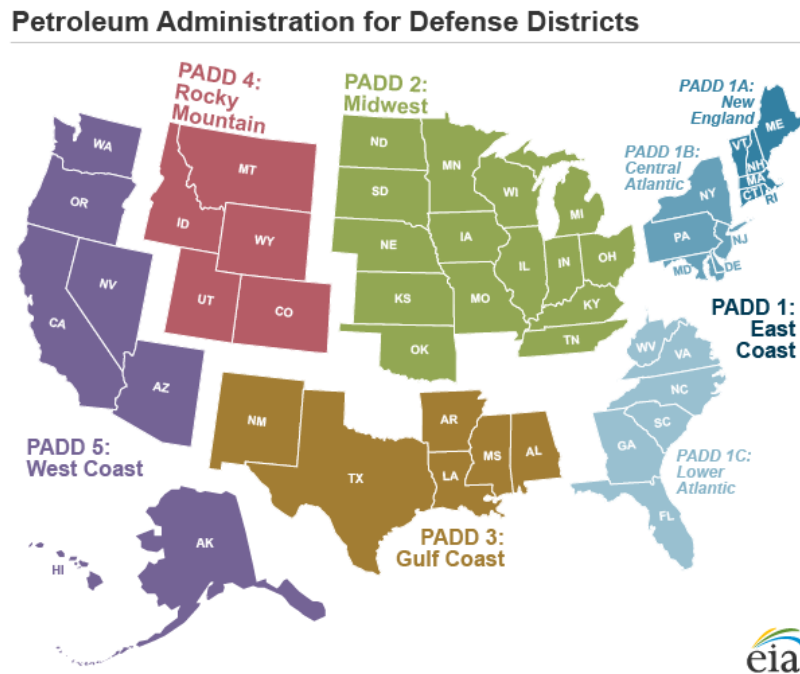 Petroleum Administration for Defense Districts
PADD 4:
Rocky
Mountain
PADD 2:
Midwest
PADD 1A:
New
England
PADD 1B:
Central
Atlantic
PADD 1:
East
Coast
PADD 1C:
Lower
Atlantic
PADD 5:
West Coast
PADD 3:
Gulf Coast
WA
OR
CA
NV
AZ
AK
HI
MT
ID
WY
UT
CO
ND
SD
NE
KS
OK
MN
IA
MO
WI
IL
MI
IN
OH
KY
TN
NM
TX
AR
LA
MS
AL
ME
VT
NH
MA
CT
RI
NY
PA
NJ
MD
DE
WV
VA
NC
SC
GA
FL
eia